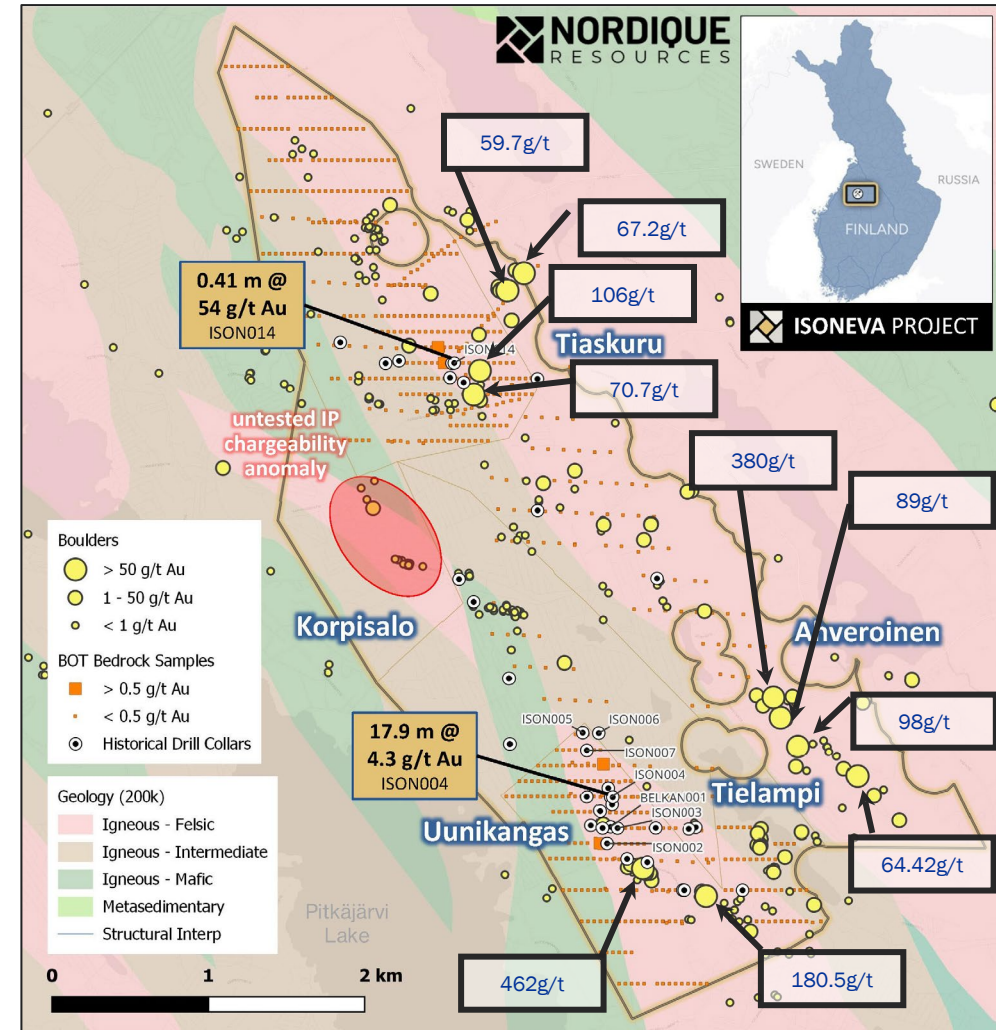 NORDIQUE
RESOURCES
SWEDEN
RUSSIA
FINLAND
ISONEVA PROJECT
59.7g/t
67.2g/t
106g/t
70.7g/t
0.41 m @
54 g/t Au
ISON014
ISON014
Tiaskuru
untested IP
chargeability
anomaly
380g/t
89g/t
Korpisalo
Ahveroinen
98g/t
64.42g/t
Boulders
> 50 g/t Au
1 - 50 g/t Au
< 1 g/t Au
BOT Bedrock Samples
> 0.5 g/t Au
< 0.5 g/t Au
Historical Drill Collars
17.9 m @
4.3 g/t Au
ISON004
ISON005
ISON006
ISON007
ISON004
BELKAN001
ISON003
ISON002
Uunikangas
Tielampi
Geology (200k)
Igneous - Felsic
Igneous - Intermediate
Igneous - Mafic
Metasedimentary
Structural Interp
Pitkäjärvi
Lake
462g/t
180.5g/t
0 1 2 km